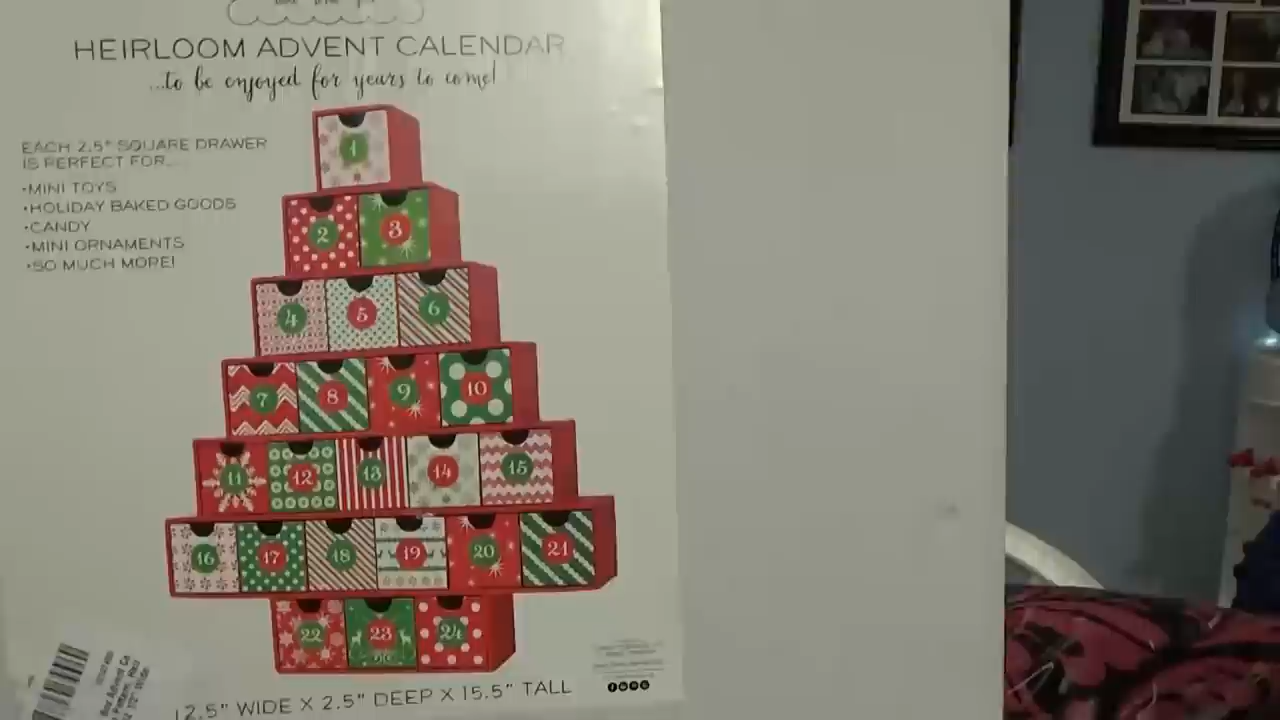 HEIRLOOM ADVENT CALENDAR
...to be enjoyed for years to come!
EACH 2.5" SQUARE DRAWER
IS PERFECT FOR...
•MINI TOYS
•HOLIDAY BAKED GOODS
•CANDY
•MINI ORNAMENTS
•SO MUCH MORE!
1
2 3
4 5 6
7 8 9 10
11 12 13 14 15
16 17 18 19 20 21
22 23 24
12.5" WIDE X 2.5" DEEP X 15.5" TALL